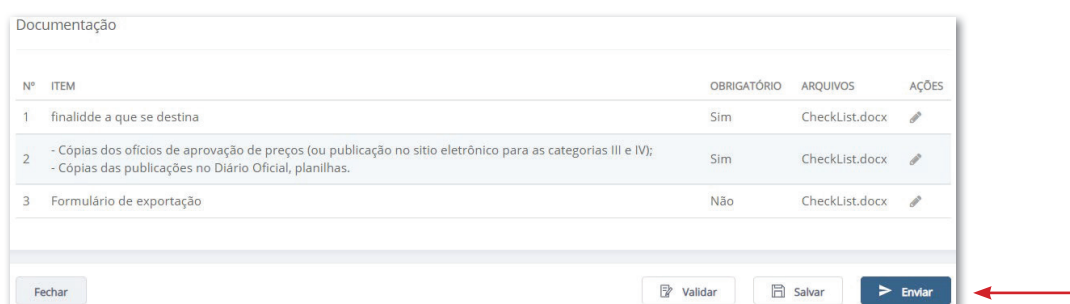 Documentação
Nº ITEM OBRIGATÓRIO ARQUIVOS AÇÕES
1 finalidde a que se destina Sim CheckList.docx
2 - Cópias dos ofícios de aprovação de preços (ou publicação no sitio eletrônico para as categorias III e IV); Sim CheckList.docx
- Cópias das publicações no Diário Oficial, planilhas.
3 Formulário de exportação Não CheckList.docx
Fechar Validar Salvar Enviar